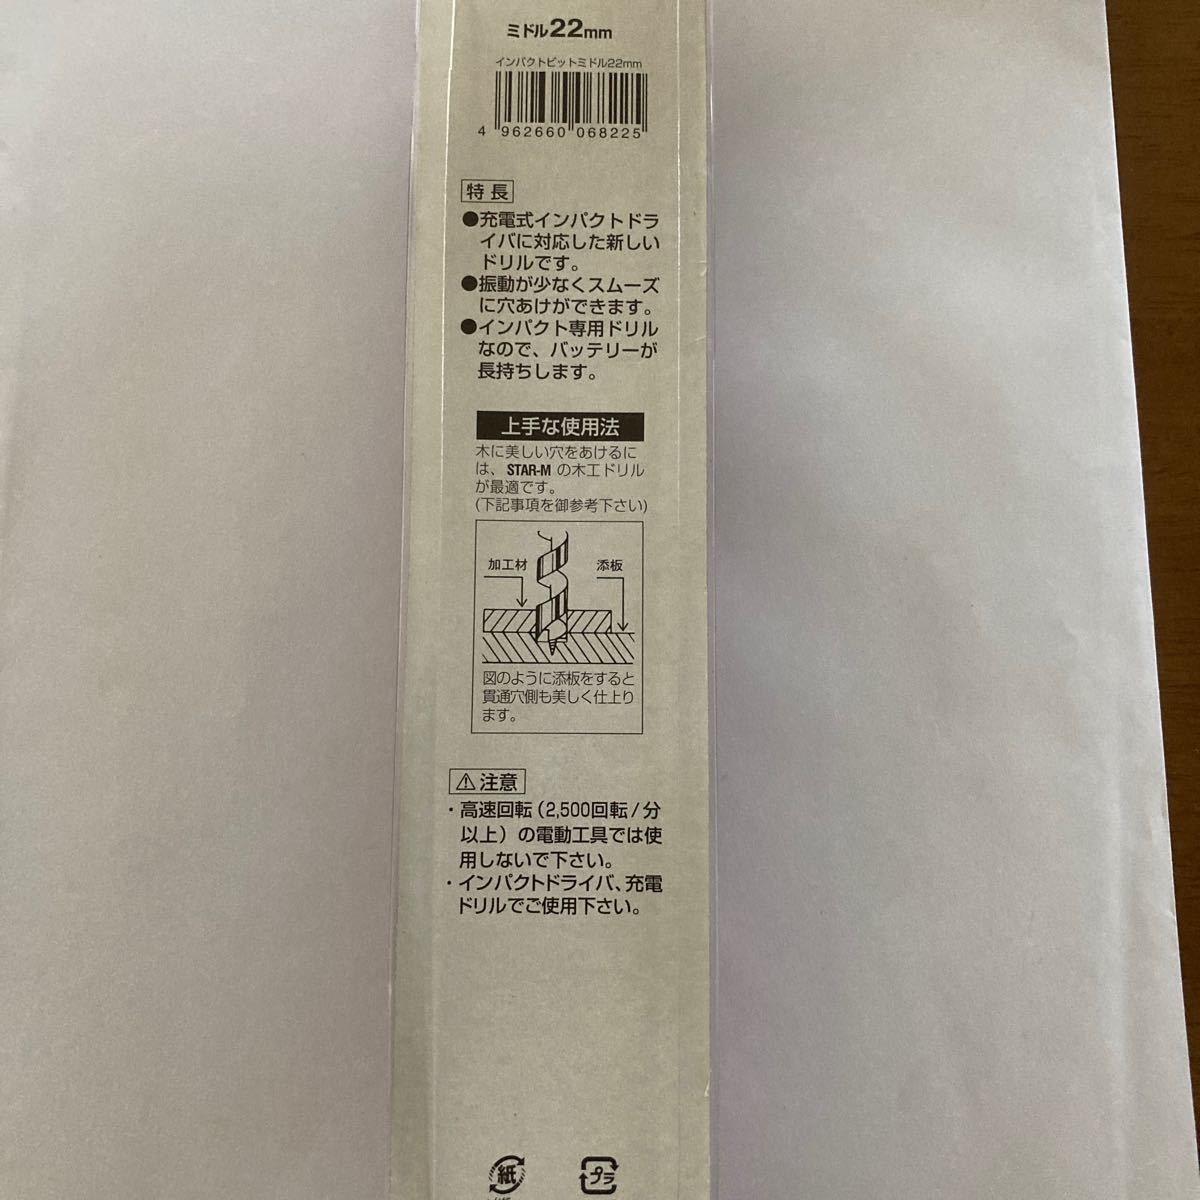 ミドル22mm
インパクトビットミドル22mm
4 962660 068225
特長
●充電式インパクトドラ
イバに対応した新しい
ドリルです。
●振動が少なくスムーズ
に穴あけができます。
●インパクト専用ドリル
なので、バッテリーが
長持ちします。
上手な使用法
木に美しい穴をあけるに
は、STAR-Mの木工ドリル
が最適です。
(下記事項を御参考下さい)
加工材
添板
図のように添板をすると
貫通穴側も美しく仕上り
ます。
⚠注意
・高速回転(2,500回転/分
以上)の電動工具では使
用しないで下さい。
・インパクトドライバ、充電
ドリルでご使用下さい。
紙
プラ